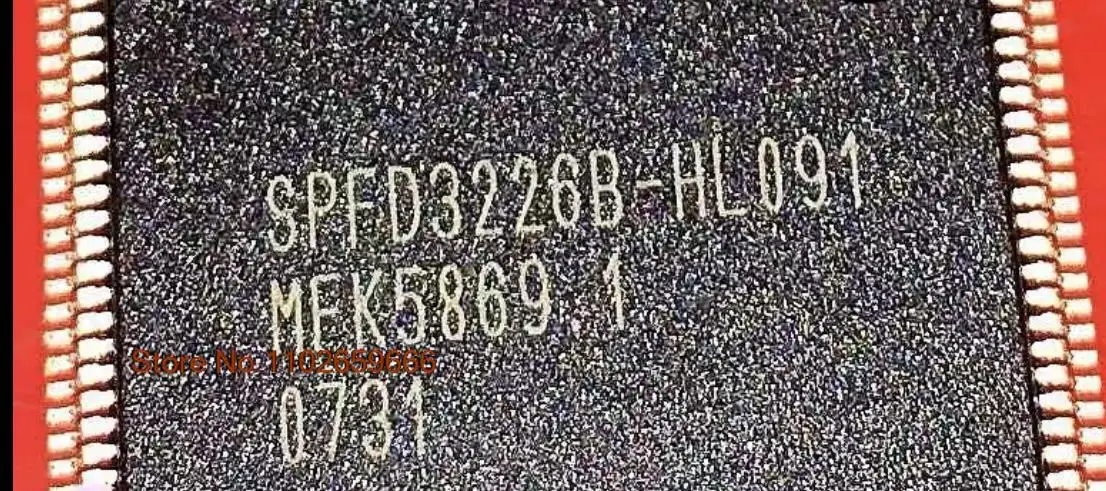 SPFD3226B-HL091
MEK5869 1
Store No. 1102659666
0731